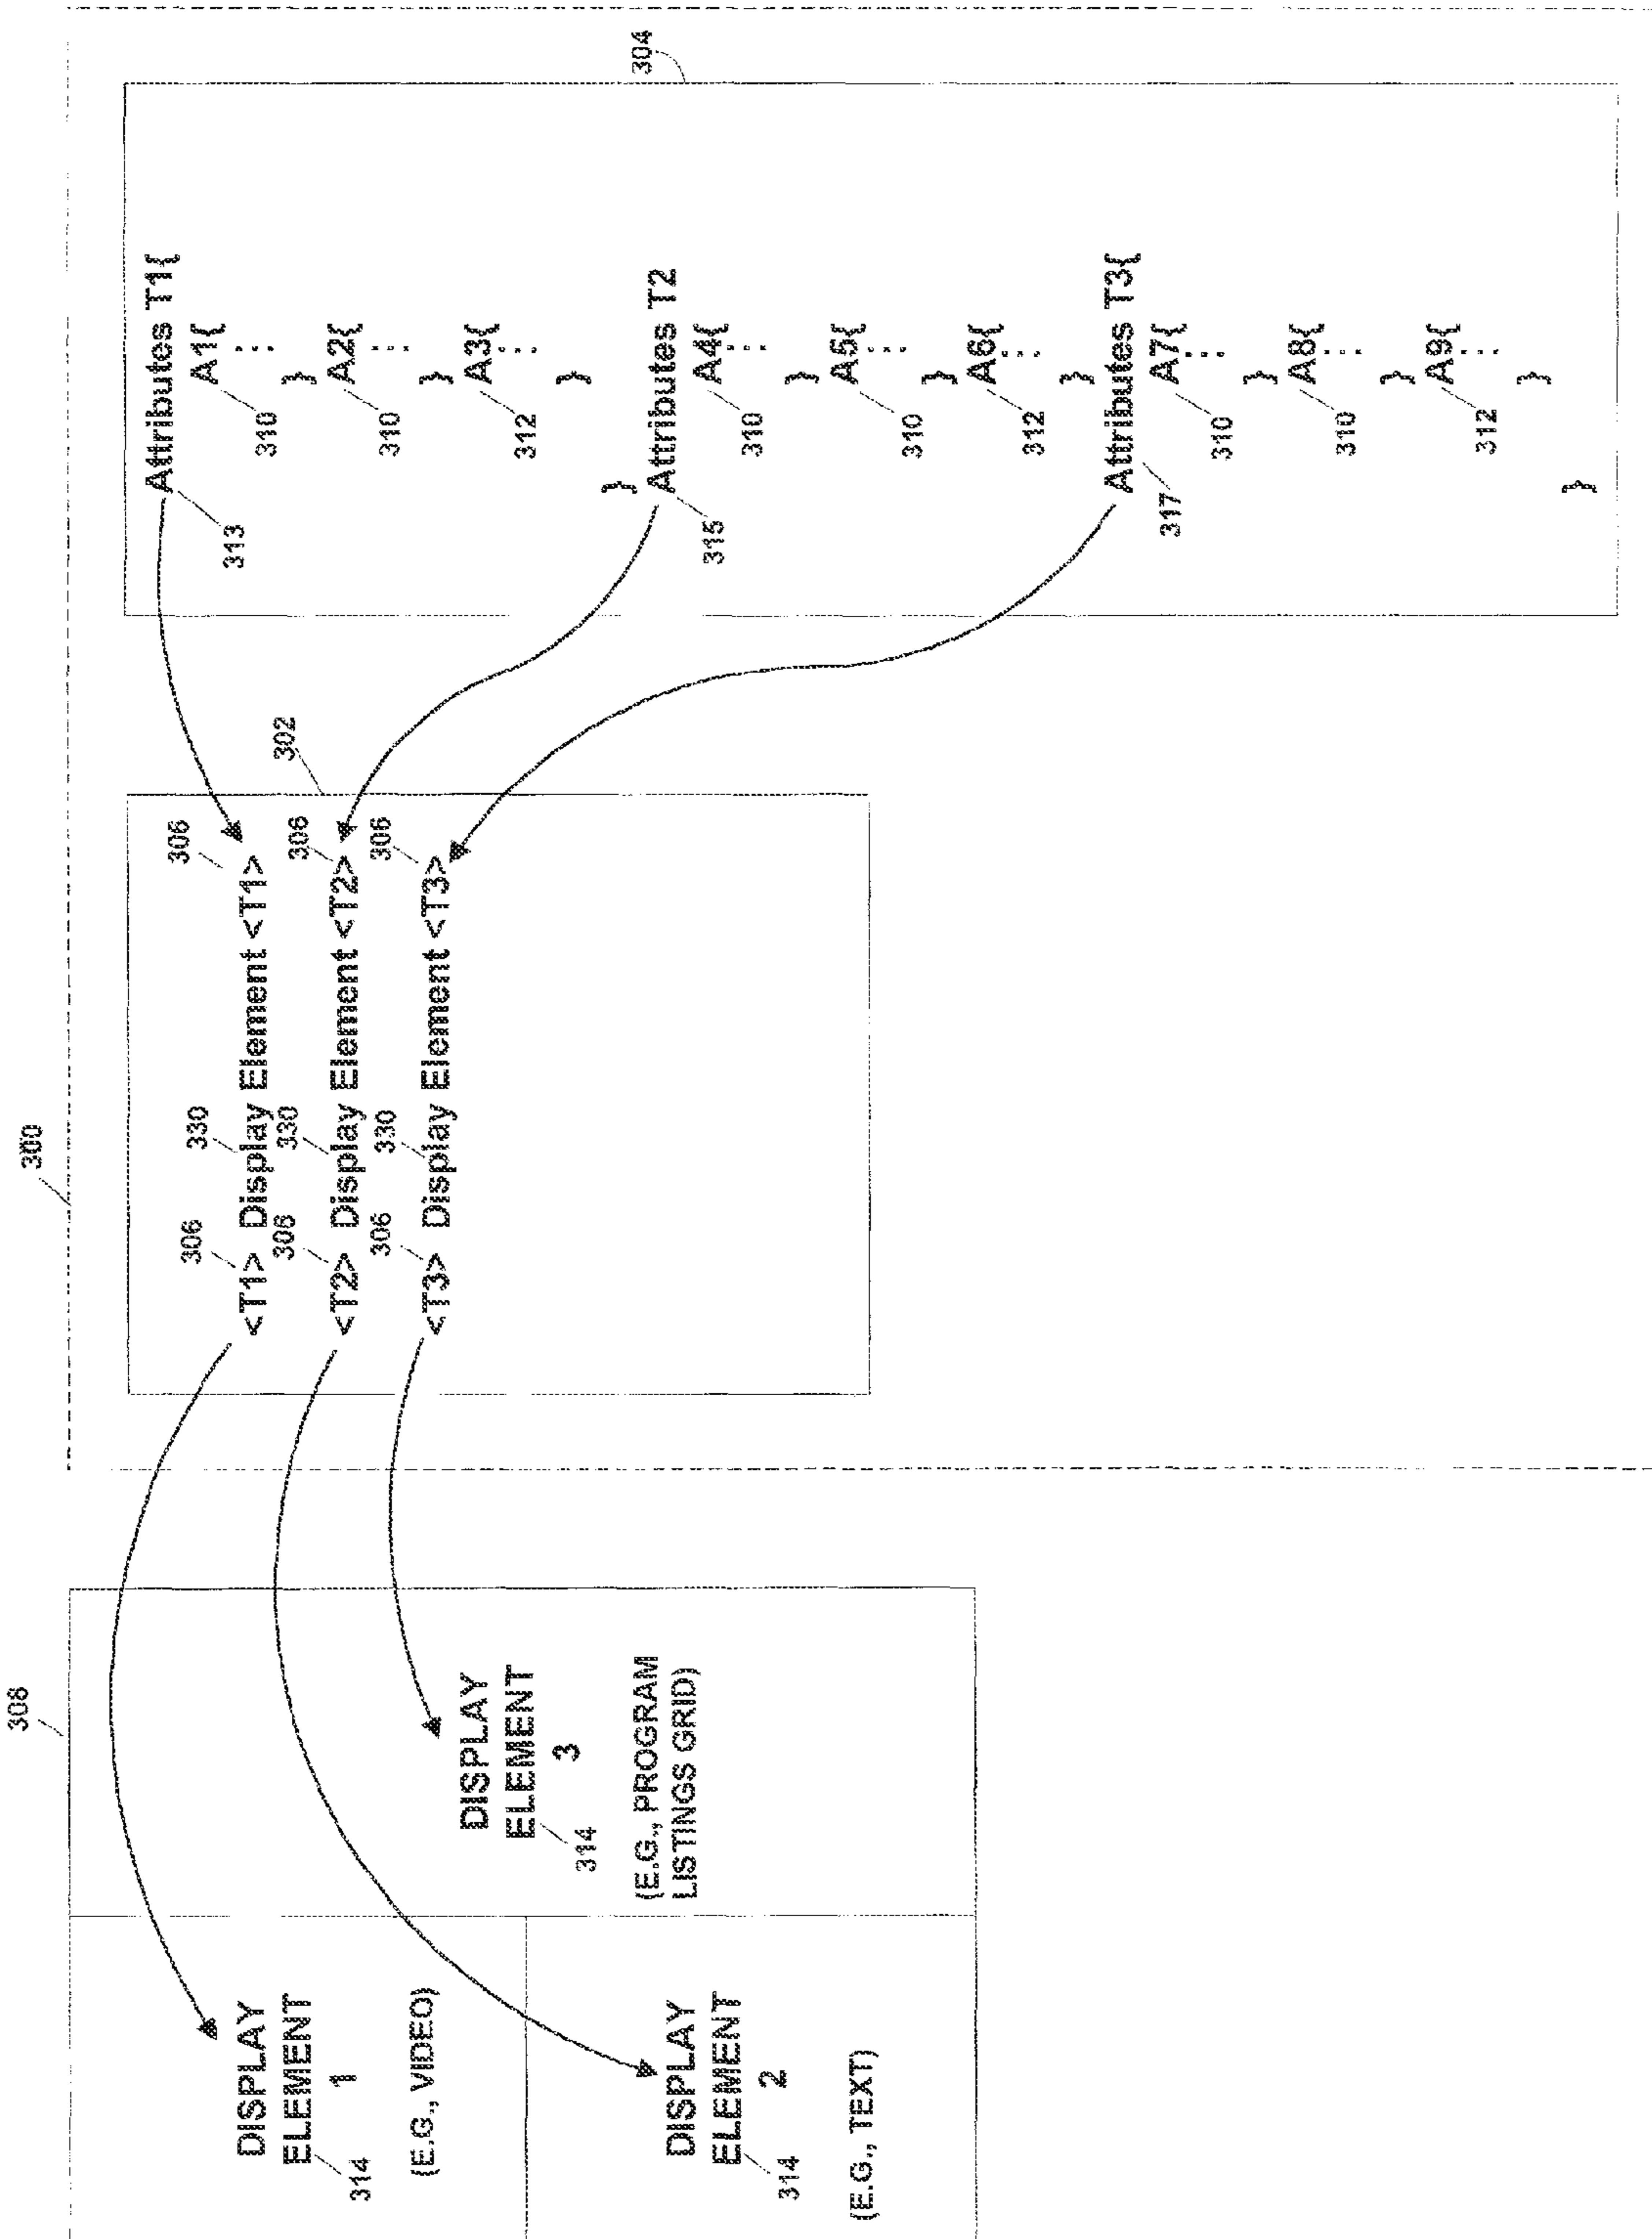 308
DISPLAY
ELEMENT
1
314
(E.G., VIDEO)
DISPLAY
ELEMENT
2
314
(E.G., TEXT)
DISPLAY
ELEMENT
3
314
(E.G., PROGRAM
LISTINGS GRID)
300
302
306 330 306
<T1> Display Element <T1>
306 330 306
<T2> Display Element <T2>
306 330 306
<T3> Display Element <T3>
304
Attributes T1{
313
A1{
310
}
A2{
310
}
A3{
312
}
}
Attributes T2
315
A4{
310
}
A5{
310
}
A6{
312
}
Attributes T3{
317
A7{
310
}
A8{
310
}
A9{
312
}
}